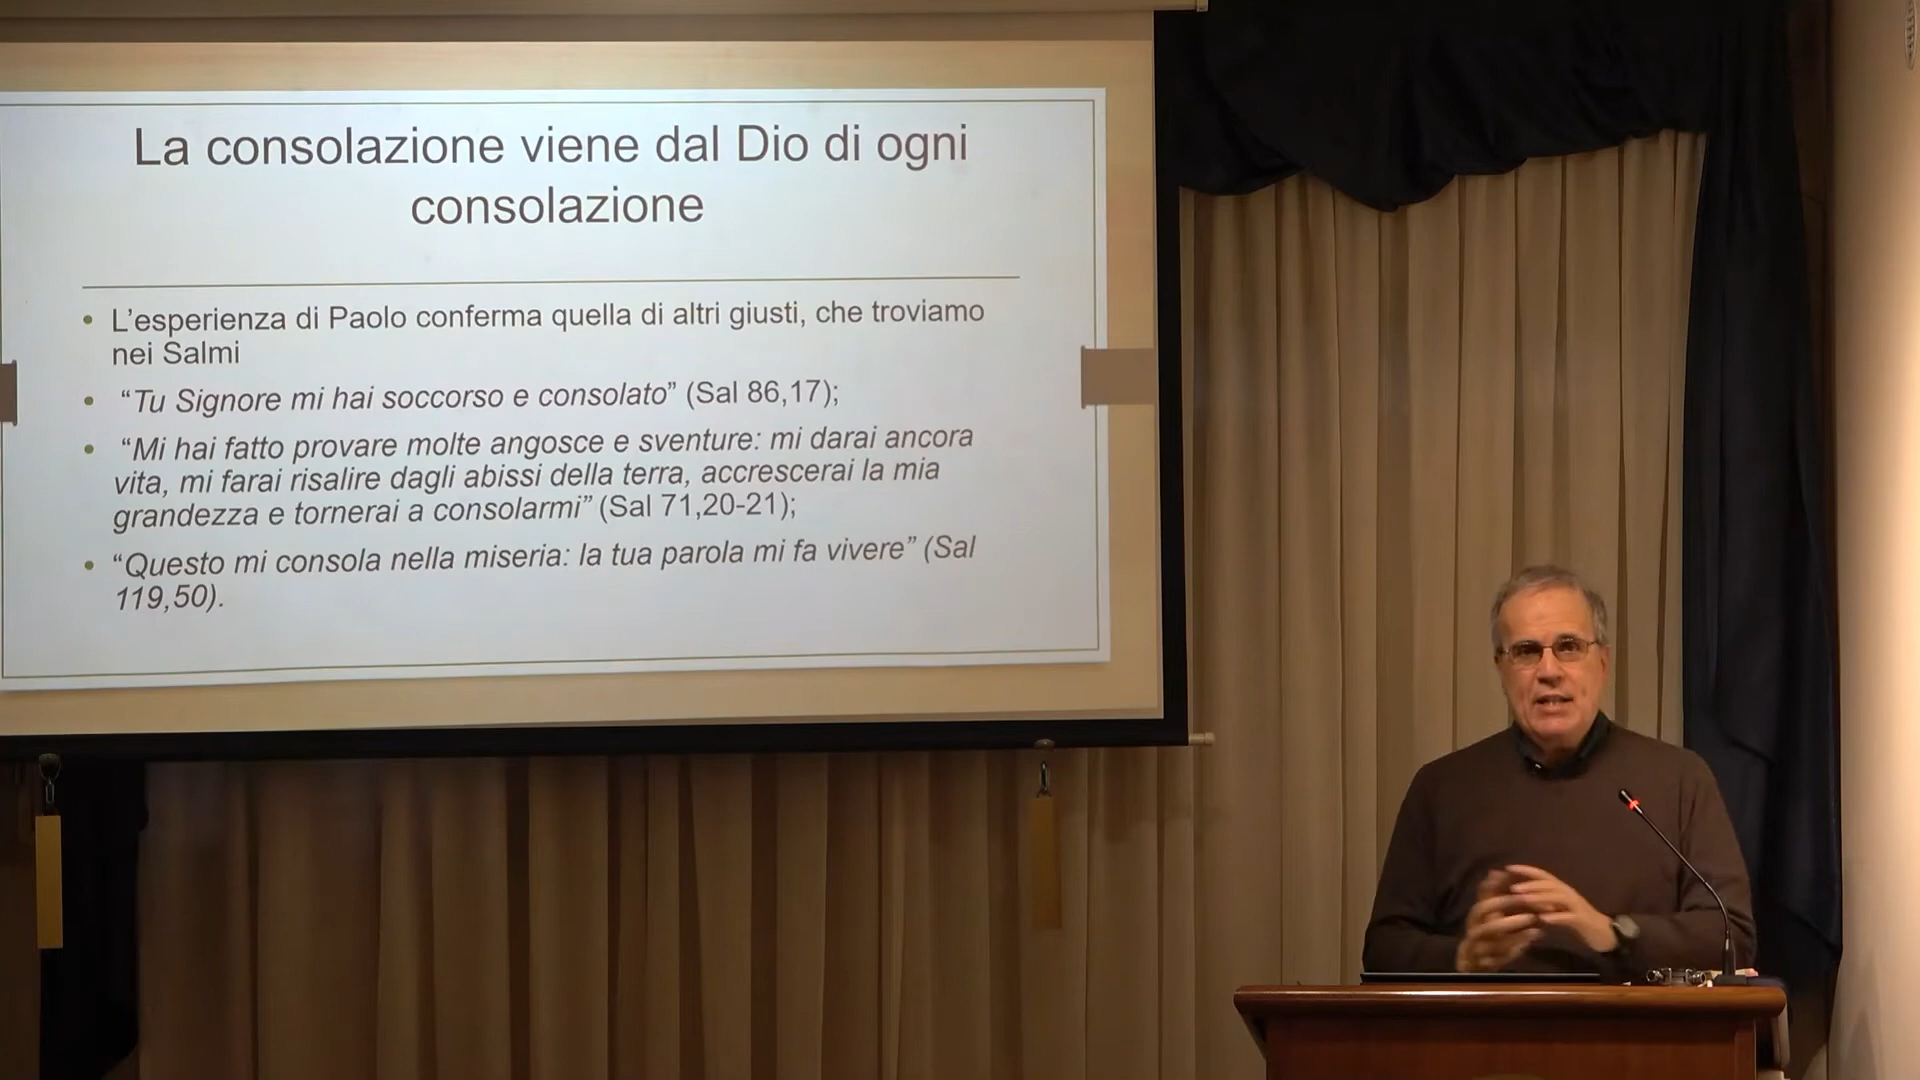 La consolazione viene dal Dio di ogni
consolazione
• L’esperienza di Paolo conferma quella di altri giusti, che troviamo
nei Salmi
• “Tu Signore mi hai soccorso e consolato” (Sal 86,17);
• “Mi hai fatto provare molte angosce e sventure: mi darai ancora
vita, mi farai risalire dagli abissi della terra, accrescerai la mia
grandezza e tornerai a consolarmi” (Sal 71,20-21);
• “Questo mi consola nella miseria: la tua parola mi fa vivere” (Sal
119,50).